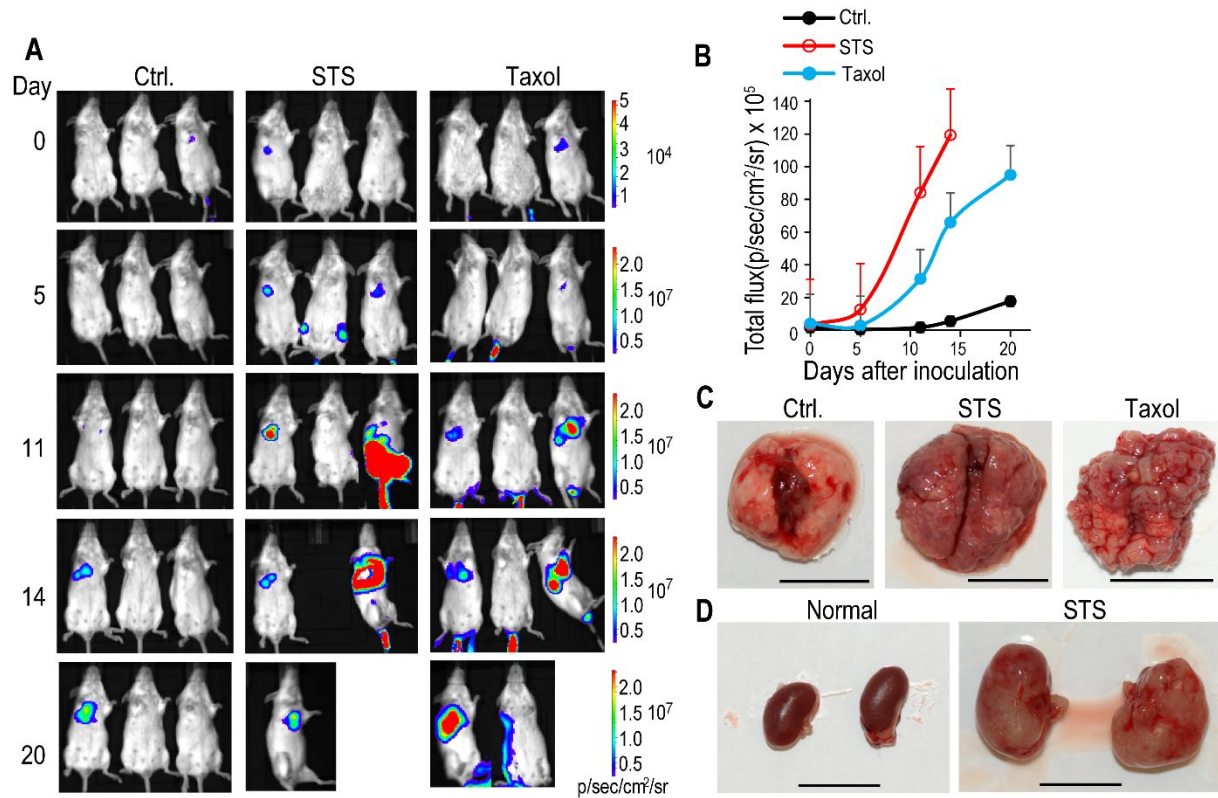 A
Day
Ctrl.
STS
Taxol
0
5
4
3
2
1
10⁴
5
2.0
1.5
1.0
0.5
10⁷
11
2.0
1.5
1.0
0.5
10⁷
14
2.0
1.5
1.0
0.5
10⁷
20
2.0
1.5
1.0
0.5
10⁷
p/sec/cm²/sr
B
Ctrl.
STS
Taxol
Total flux(p/sec/cm²/sr) x 10⁵
140
120
100
80
60
40
20
0
0
5
10
15
20
Days after inoculation
C
Ctrl.
STS
Taxol
D
Normal
STS